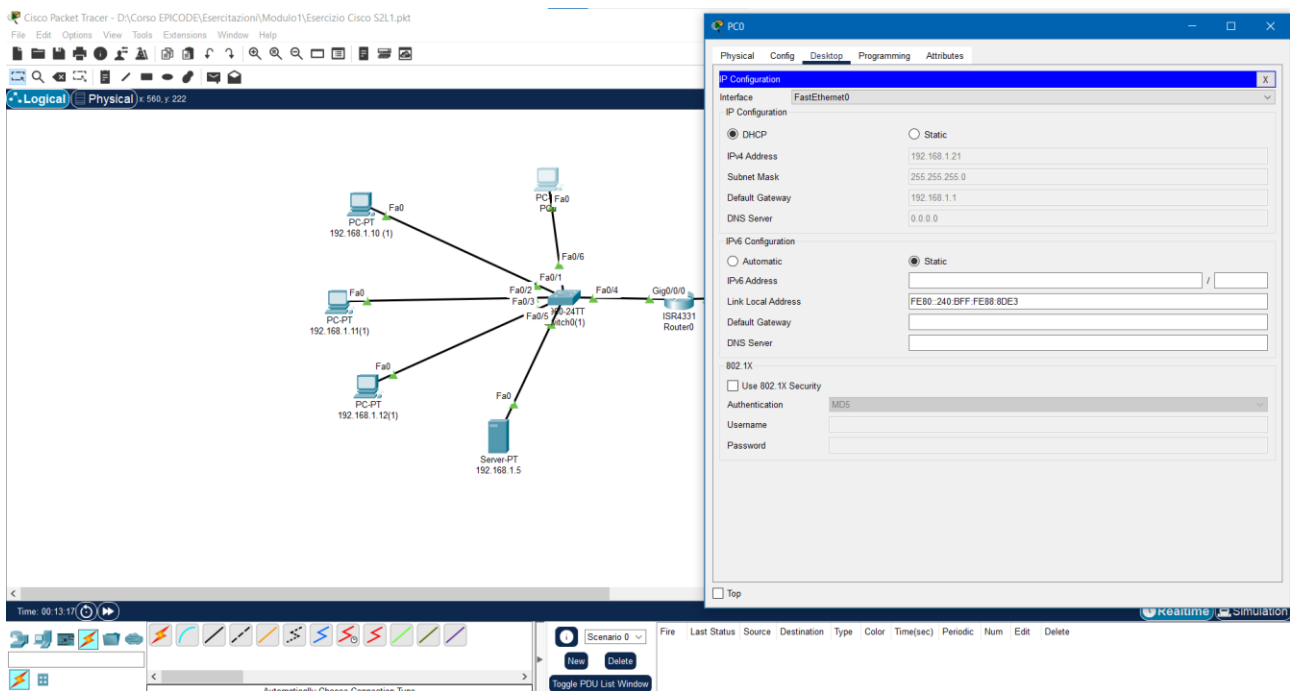 Cisco Packet Tracer - D:\Corso EPICODE\Esercitazioni\Modulo1\Esercizio Cisco S2L1.pkt
File Edit Options View Tools Extensions Window Help
Logical Physical x: 560, y: 222
Fa0
PC-PT
192.168.1.10 (1)
Fa0
Fa0/6
Fa0/1
Fa0
Fa0/2
Fa0/3
Fa0/4
Gig0/0/0
Fa0/5
PC-PT
192.168.1.11(1)
ISR4331
Router0
Fa0
PC-PT
192.168.1.12(1)
Fa0
Server-PT
192.168.1.5
PC0
Physical Config Desktop Programming Attributes
IP Configuration X
Interface FastEthernet0
IP Configuration
DHCP Static
IPv4 Address 192.168.1.21
Subnet Mask 255.255.255.0
Default Gateway 192.168.1.1
DNS Server 0.0.0.0
IPv6 Configuration
Automatic Static
IPv6 Address /
Link Local Address FE80::240:BFF:FE88:8DE3
Default Gateway
DNS Server
802.1X
Use 802.1X Security
Authentication MD5
Username
Password
Top
Time: 00:13:17
Realtime Simulation
Scenario 0
New Delete
Toggle PDU List Window
Fire Last Status Source Destination Type Color Time(sec) Periodic Num Edit Delete
Automatically Choose Connection Type